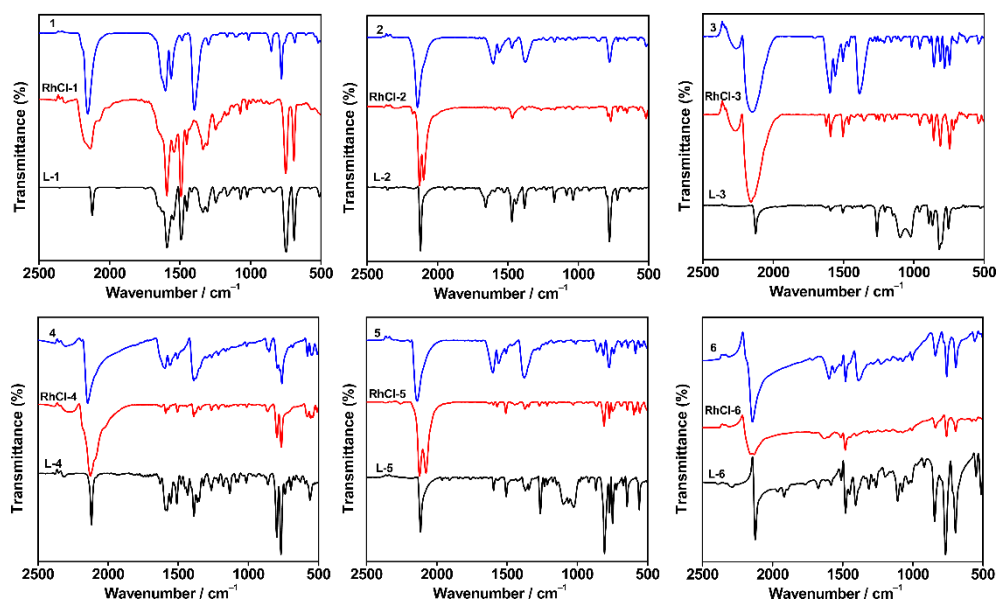 1
RhCl-1
L-1
Transmittance (%)
2500 2000 1500 1000 500
Wavenumber / cm⁻¹
2
RhCl-2
L-2
Transmittance (%)
2500 2000 1500 1000 500
Wavenumber / cm⁻¹
3
RhCl-3
L-3
Transmittance (%)
2500 2000 1500 1000 500
Wavenumber / cm⁻¹
4
RhCl-4
L-4
Transmittance (%)
2500 2000 1500 1000 500
Wavenumber / cm⁻¹
5
RhCl-5
L-5
Transmittance (%)
2500 2000 1500 1000 500
Wavenumber / cm⁻¹
6
RhCl-6
L-6
Transmittance (%)
2500 2000 1500 1000 500
Wavenumber / cm⁻¹